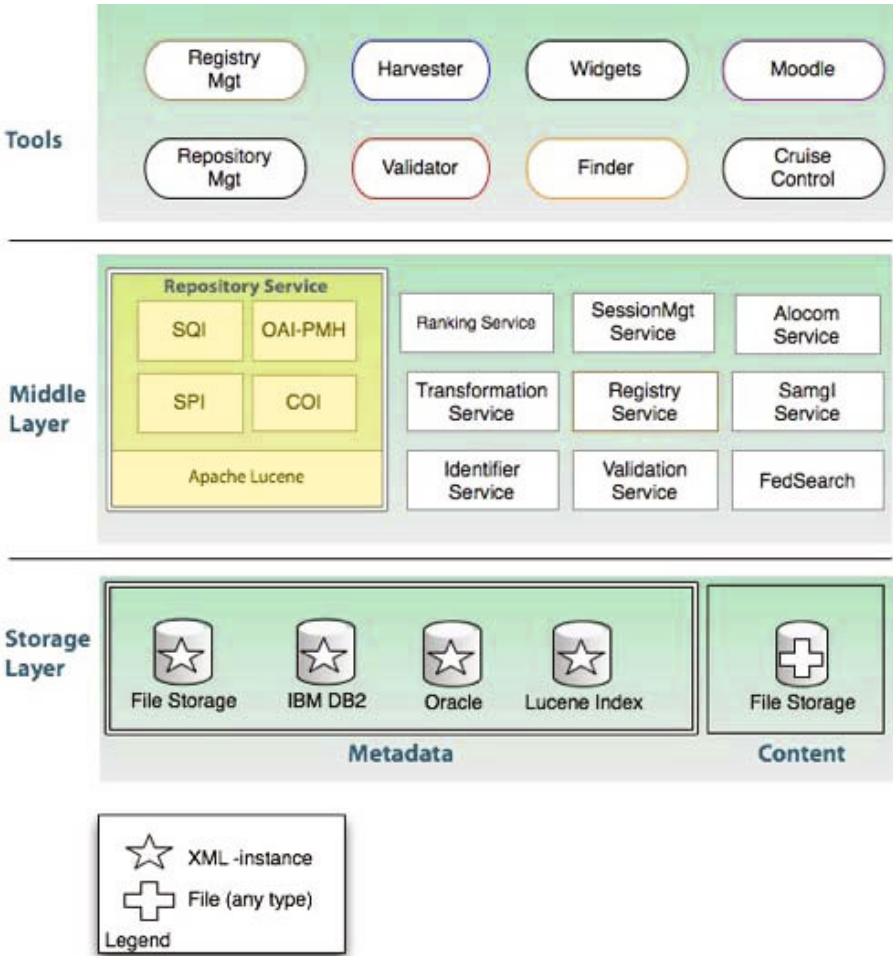 Tools
Registry
Mgt
Harvester
Widgets
Moodle
Repository
Mgt
Validator
Finder
Cruise
Control
Middle
Layer
Repository Service
SQI
OAI-PMH
SPI
COI
Apache Lucene
Ranking Service
SessionMgt
Service
Alocom
Service
Transformation
Service
Registry
Service
SamgI
Service
Identifier
Service
Validation
Service
FedSearch
Storage
Layer
File Storage
IBM DB2
Oracle
Lucene Index
File Storage
Metadata
Content
XML -instance
File (any type)
Legend